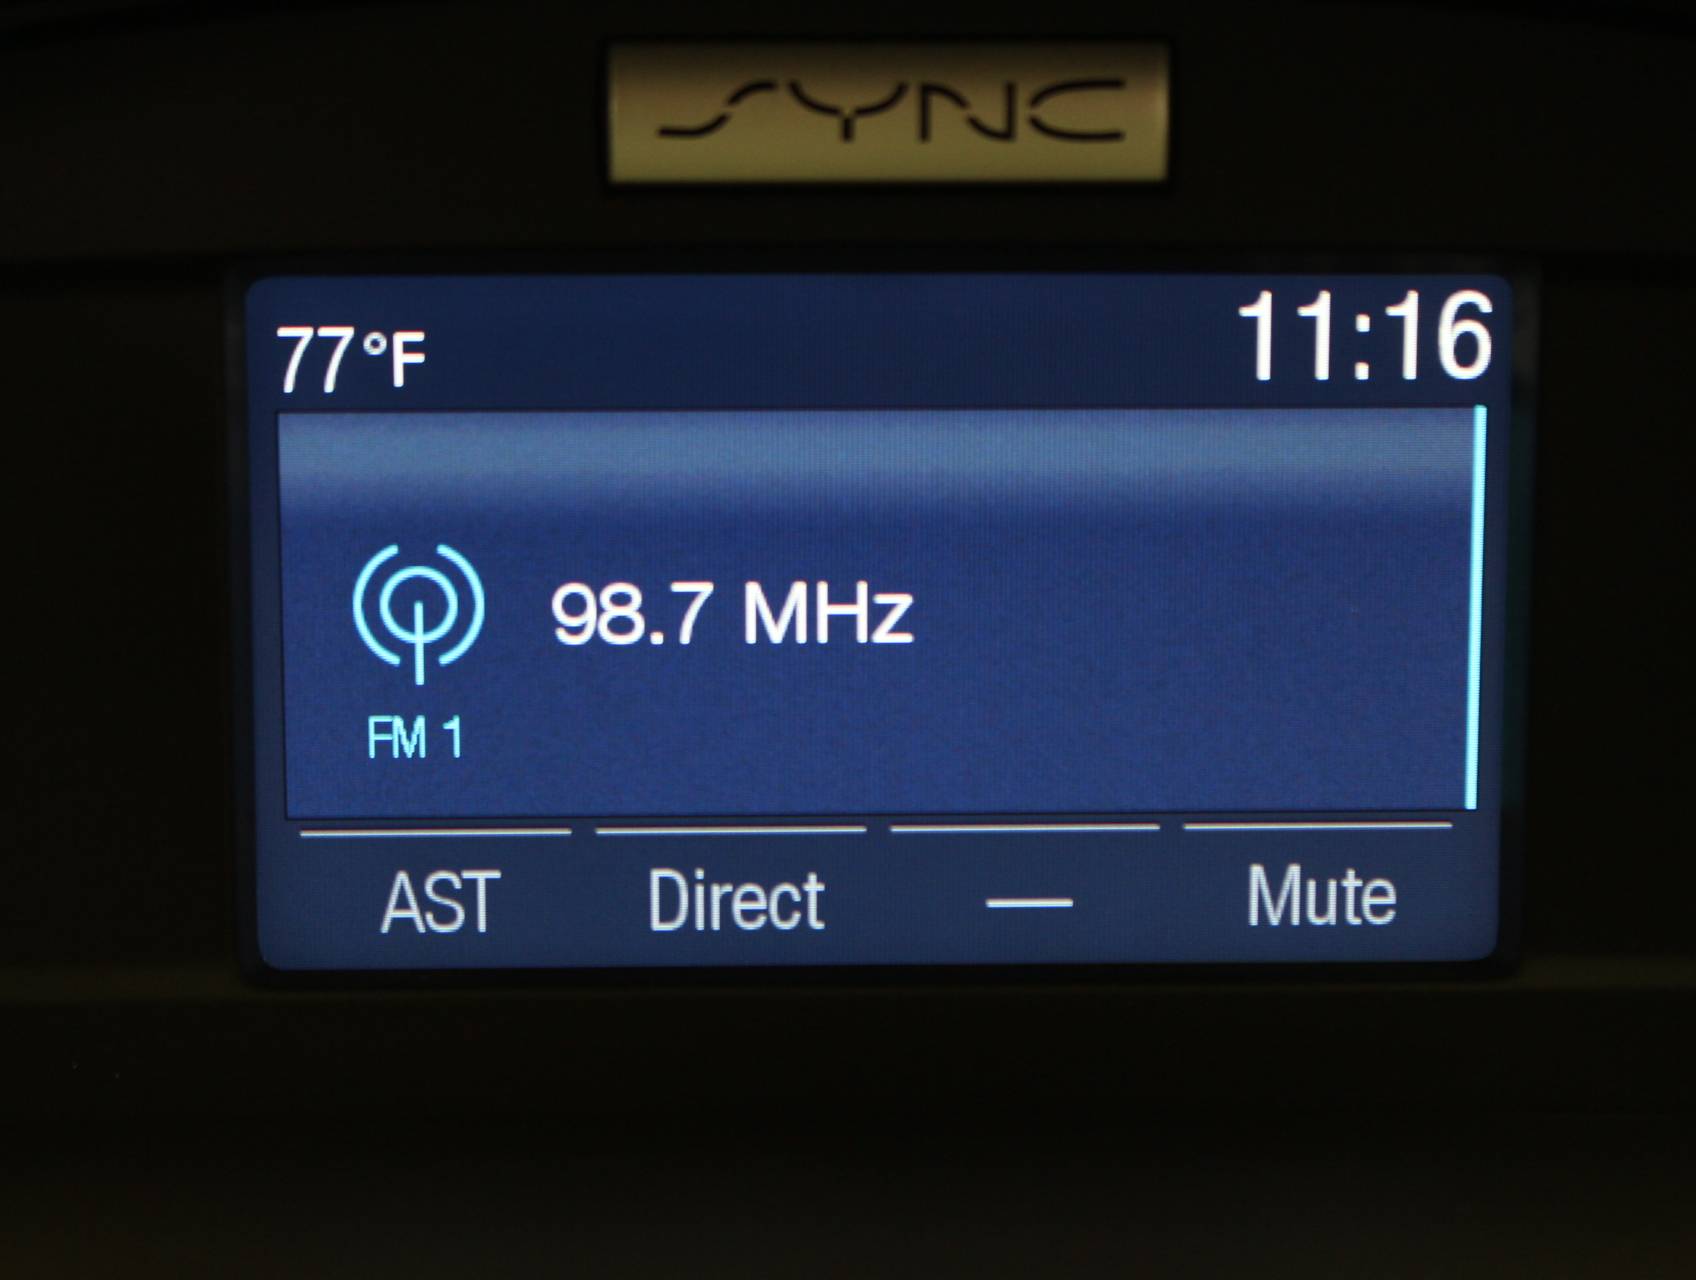 SYNC
77°F 11:16
98.7 MHz
FM 1
AST Direct — Mute